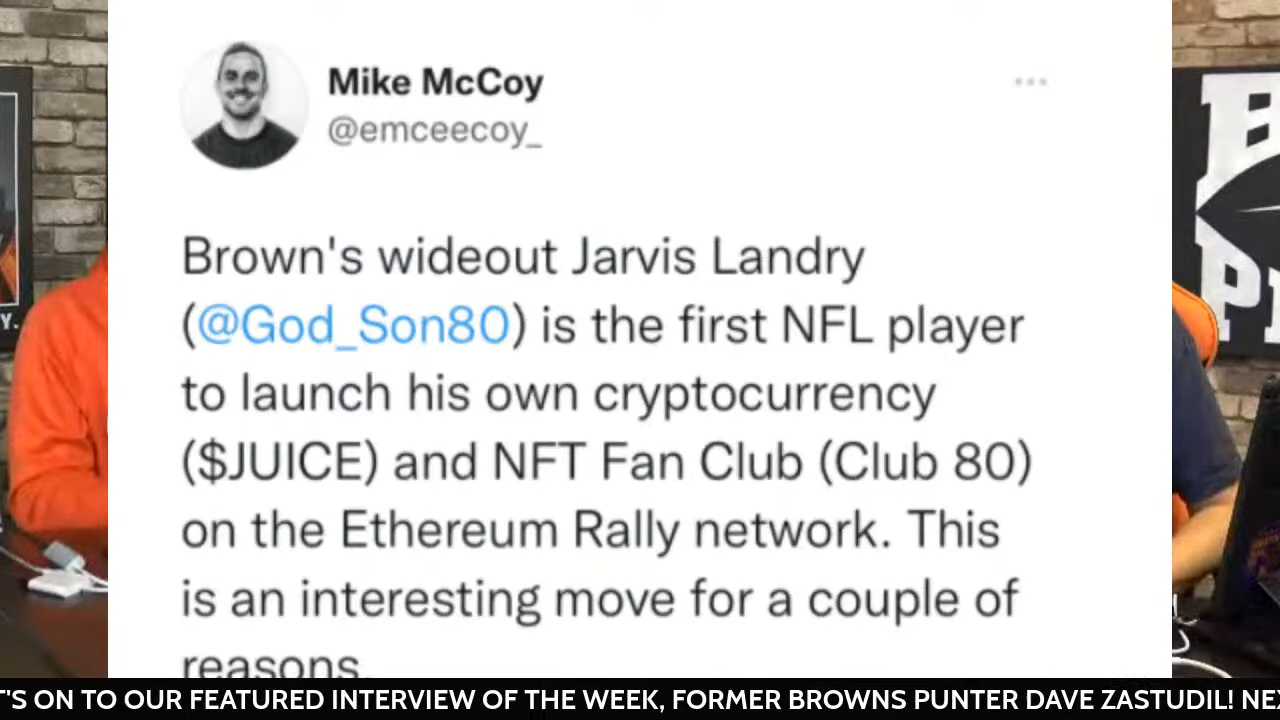 Mike McCoy
@emceecoy_
Brown's wideout Jarvis Landry
(@God_Son80) is the first NFL player
to launch his own cryptocurrency
($JUICE) and NFT Fan Club (Club 80)
on the Ethereum Rally network. This
is an interesting move for a couple of
reasons.
T'S ON TO OUR FEATURED INTERVIEW OF THE WEEK, FORMER BROWNS PUNTER DAVE ZASTUDIL! NEX